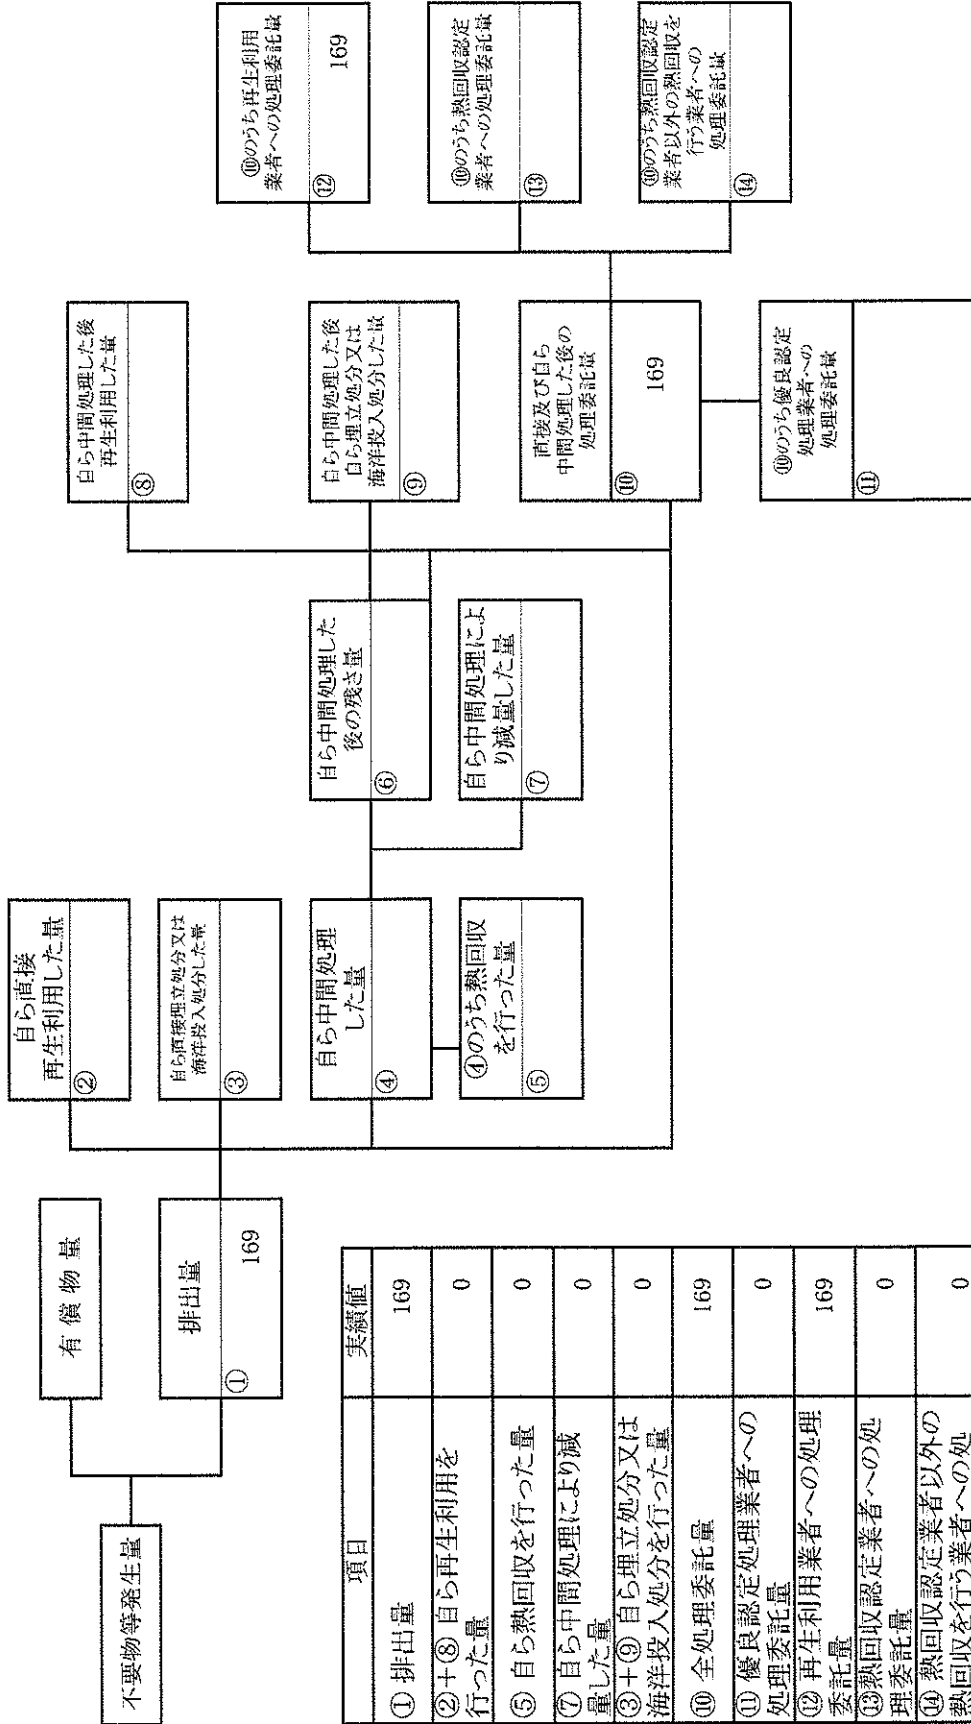 不要物等発生量
有償物量
排出量
① 169
自ら直接
再生利用した量
②
自ら直接埋立処分又は
海洋投入処分した量
③
自ら中間処理
した量
④
④のうち熱回収
を行った量
⑤
自ら中間処理した
後の残さ量
⑥
自ら中間処理によ
り減量した量
⑦
自ら中間処理した後
再生利用した量
⑧
自ら中間処理した後
自ら埋立処分又は
海洋投入処分した量
⑨
直接及び自ら
中間処理した後の
処理委託量
⑩ 169
⑩のうち優良認定
処理業者への
処理委託量
⑪
⑩のうち再生利用
業者への処理委託量
⑫ 169
⑩のうち熱回収認定
業者への処理委託量
⑬
⑩のうち熱回収認定
業者以外の熱回収を
行う業者への
処理委託量
⑭
項目 実績値
① 排出量 169
②+⑧ 自ら再生利用を
行った量 0
⑤ 自ら熱回収を行った量 0
⑦ 自ら中間処理により減
量した量 0
③+⑨ 自ら埋立処分又は
海洋投入処分を行った量 0
⑩ 全処理委託量 169
⑪ 優良認定処理業者への
処理委託量 0
⑫ 再生利用業者への処理
委託量 169
⑬熱回収認定業者への処
理委託量 0
⑭ 熱回収認定業者以外の
熱回収を行う業者への処 0